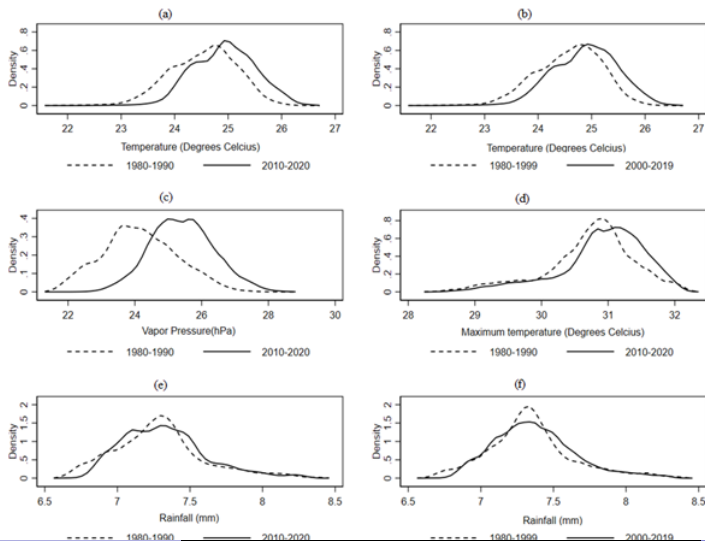 (a)
Density
0 .2 .4 .6 .8
22 23 24 25 26 27
Temperature (Degrees Celcius)
1980-1990 2010-2020
(b)
Density
0 .2 .4 .6 .8
22 23 24 25 26 27
Temperature (Degrees Celcius)
1980-1999 2000-2019
(c)
Density
0 .1 .2 .3 .4
22 24 26 28 30
Vapor Pressure(hPa)
1980-1990 2010-2020
(d)
Density
0 .2 .4 .6 .8
28 29 30 31 32
Maximum temperature (Degrees Celcius)
1980-1990 2010-2020
(e)
Density
0 .5 1 1.5 2
6.5 7 7.5 8 8.5
Rainfall (mm)
1980-1990 2010-2020
(f)
Density
0 .5 1 1.5 2
6.5 7 7.5 8 8.5
Rainfall (mm)
1980-1999 2000-2019